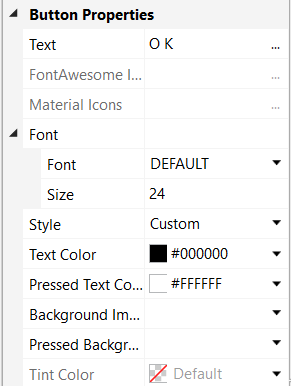 Button Properties
Text O K ...
FontAwesome I... ...
Material Icons ...
Font
Font DEFAULT
Size 24
Style Custom
Text Color #000000
Pressed Text Co... #FFFFFF
Background Im...
Pressed Backgr...
Tint Color Default